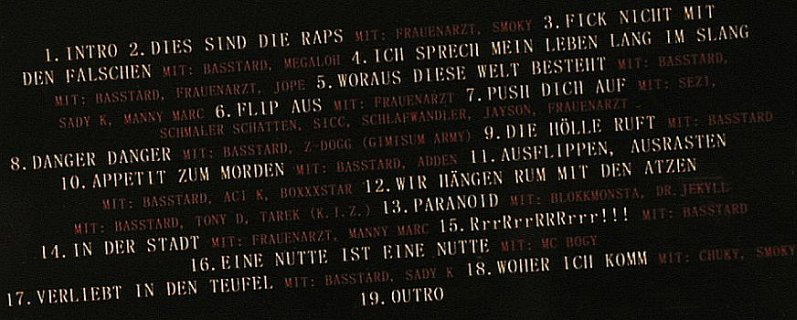 1. INTRO 2. DIES SIND DIE RAPS MIT: FRAUENARZT, SMOKY 3. FICK NICHT MIT
DEN FALSCHEN MIT: BASSTARD, MEGALOH 4. ICH SPRECH MEIN LEBEN LANG IM SLANG
MIT: BASSTARD, FRAUENARZT, JOPE 5. WORAUS DIESE WELT BESTEHT MIT: BASSTARD,
SADY K, MANNY MARC 6. FLIP AUS MIT: FRAUENARZT 7. PUSH DICH AUF MIT: SEZI,
SCHMALER SCHATTEN, SICC, SCHLAFWANDLER, JAYSON, FRAUENARZT
8. DANGER DANGER MIT: BASSTARD, Z-DOGG (GIMISUM ARMY) 9. DIE HÖLLE RUFT MIT: BASSTARD
10. APPETIT ZUM MORDEN MIT: BASSTARD, ADDEN 11. AUSFLIPPEN, AUSRASTEN
MIT: BASSTARD, ACI K, BOXXXSTAR 12. WIR HÄNGEN RUM MIT DEN ATZEN
MIT: BASSTARD, TONY D, TAREK (K.I.Z.) 13. PARANOID MIT: BLOKKMONSTA, DR. JEKYLL
14. IN DER STADT MIT: FRAUENARZT, MANNY MARC 15. RrrRrrRRRrrr!!! MIT: BASSTARD
16. EINE NUTTE IST EINE NUTTE MIT: MC BOGY
17. VERLIEBT IN DEN TEUFEL MIT: BASSTARD, SADY K 18. WOHER ICH KOMM MIT: CHUKY, SMOKY
19. OUTRO